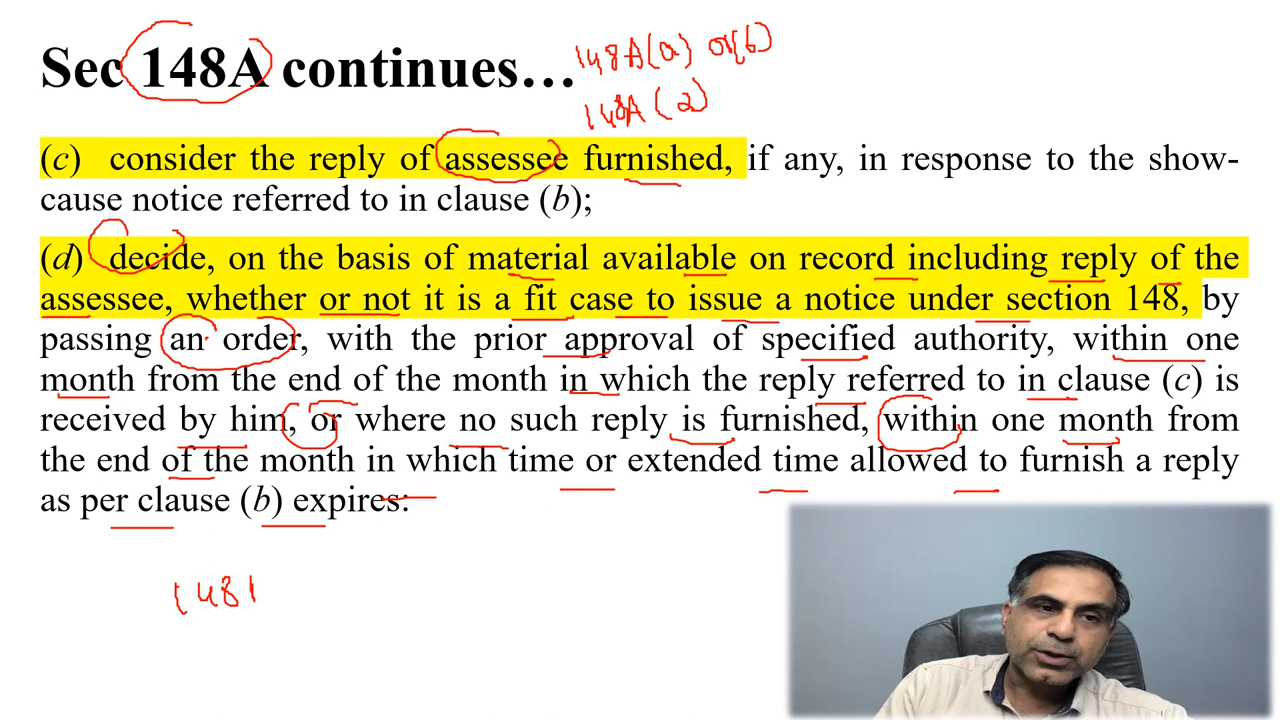 Sec 148A continues…
148A(a) or(b)
148A (2)
(c) consider the reply of assessee furnished, if any, in response to the show-
cause notice referred to in clause (b);
(d) decide, on the basis of material available on record including reply of the
assessee, whether or not it is a fit case to issue a notice under section 148, by
passing an order, with the prior approval of specified authority, within one
month from the end of the month in which the reply referred to in clause (c) is
received by him, or where no such reply is furnished, within one month from
the end of the month in which time or extended time allowed to furnish a reply
as per clause (b) expires:
148